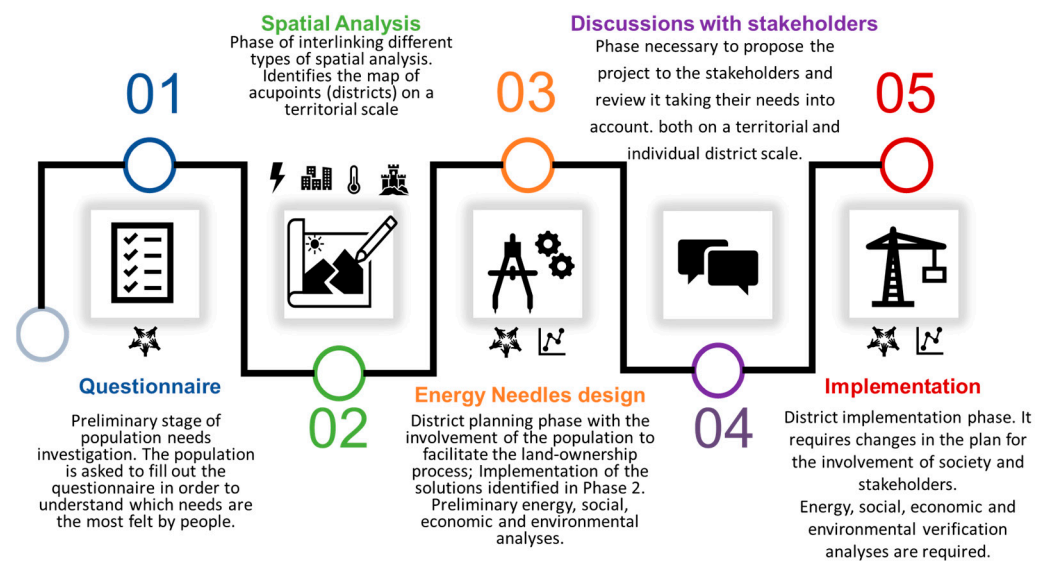 01
Questionnaire
Preliminary stage of
population needs
investigation. The population
is asked to fill out the
questionnaire in order to
understand which needs are
the most felt by people.
Spatial Analysis
Phase of interlinking different
types of spatial analysis.
Identifies the map of
acupoints (districts) on a
territorial scale
02
03
Energy Needles design
District planning phase with the
involvement of the population to
facilitate the land-ownership
process; Implementation of the
solutions identified in Phase 2.
Preliminary energy, social,
economic and environmental
analyses.
Discussions with stakeholders
Phase necessary to propose the
project to the stakeholders and
review it taking their needs into
account. both on a territorial and
individual district scale.
04
05
Implementation
District implementation phase. It
requires changes in the plan for
the involvement of society and
stakeholders.
Energy, social, economic and
environmental verification
analyses are required.